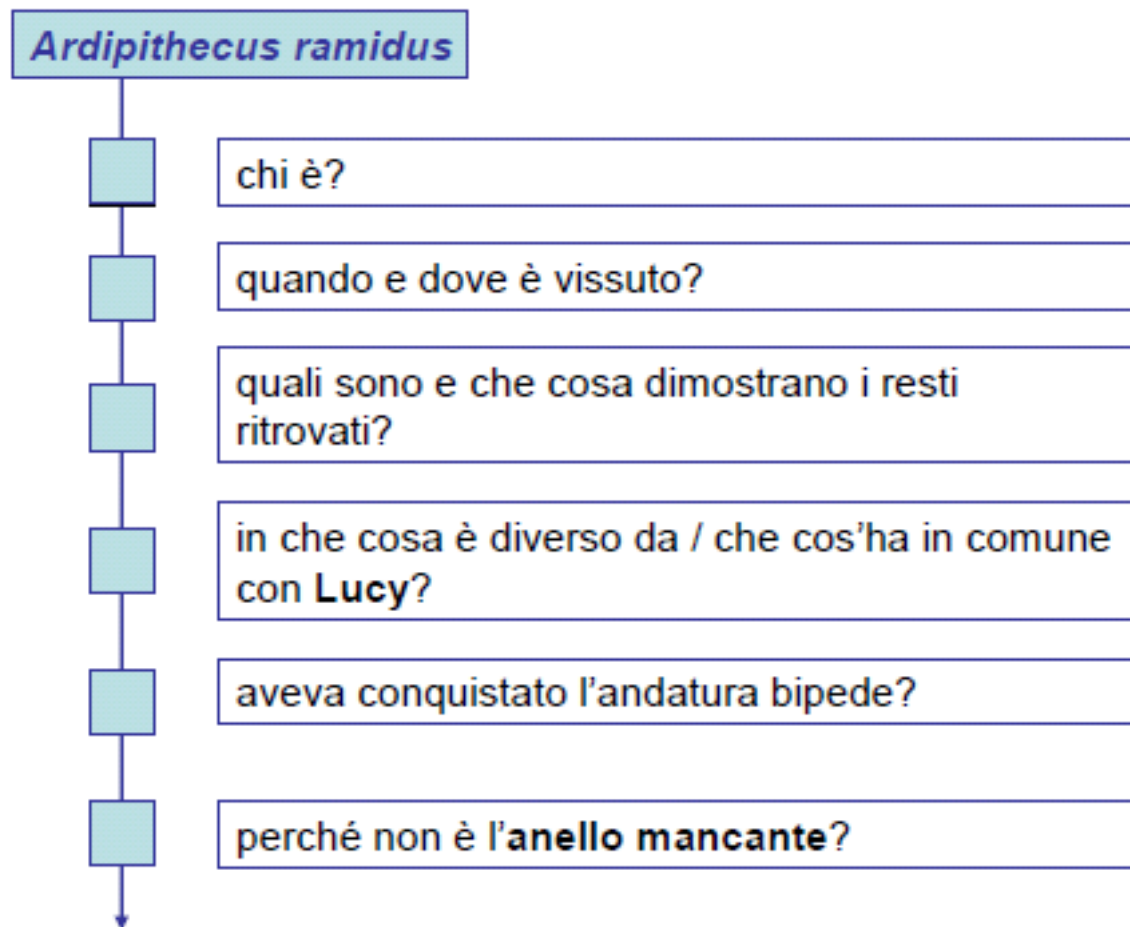 Ardipithecus ramidus
chi è?
quando e dove è vissuto?
quali sono e che cosa dimostrano i resti
ritrovati?
in che cosa è diverso da / che cos'ha in comune
con Lucy?
aveva conquistato l'andatura bipede?
perché non è l'anello mancante?